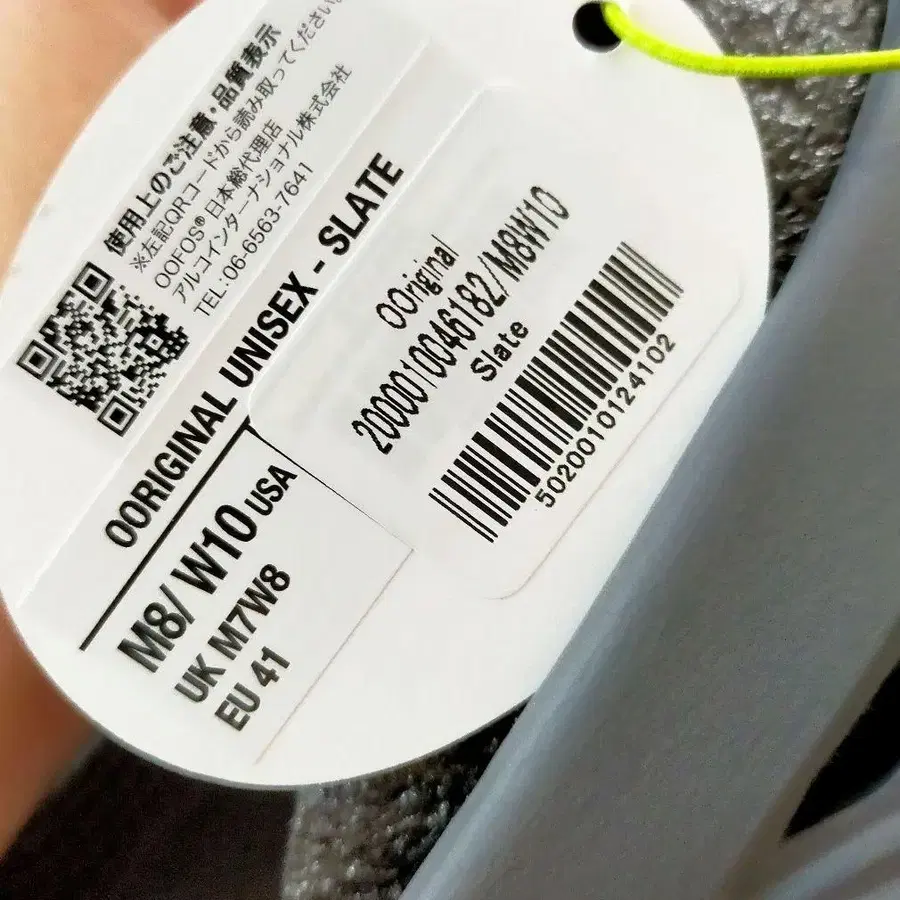 使用上のご注意・品質表示
※左記QRコードから読み取ってください。
OOFOS® 日本総代理店
アルコインターナショナル株式会社
TEL:06-6563-7641
OORIGINAL UNISEX - SLATE
M8/ W10 USA
UK M7W8
EU 41
OOriginal
2000010046182/M8W10
Slate
5020010124102